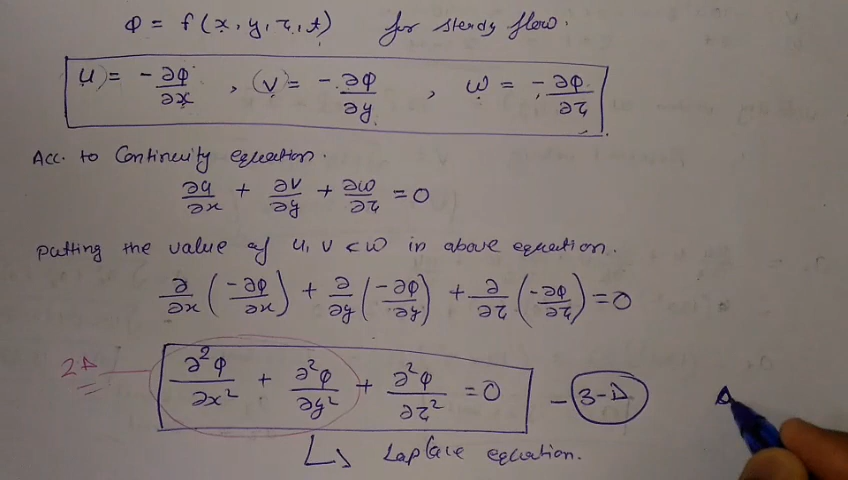 Φ = f(x, y, z, t) for steady flow.
u) = -∂Φ/∂x , (v) = -∂Φ/∂y , w = -∂Φ/∂z
Acc. to Continuity equation.
∂u/∂x + ∂v/∂y + ∂w/∂z = 0
putting the value of u, v < w in above equation.
∂/∂x (-∂Φ/∂x) + ∂/∂y (-∂Φ/∂y) + ∂/∂z (-∂Φ/∂z) = 0
2D ∂²Φ/∂x² + ∂²Φ/∂y² + ∂²Φ/∂z² = 0 - 3-D
↳ Laplace equation.